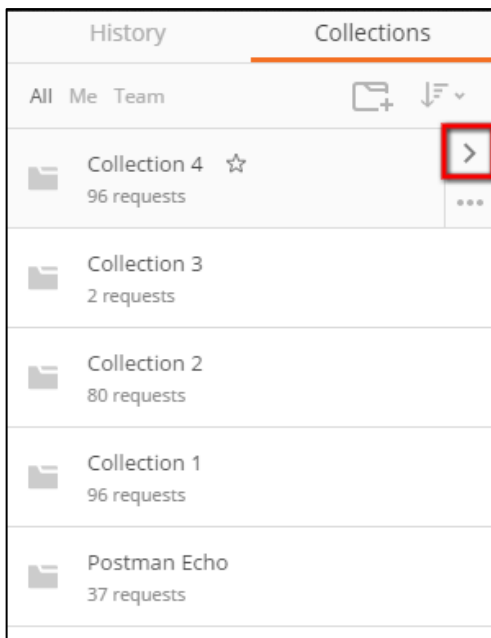 History Collections
All Me Team
Collection 4
96 requests
Collection 3
2 requests
Collection 2
80 requests
Collection 1
96 requests
Postman Echo
37 requests